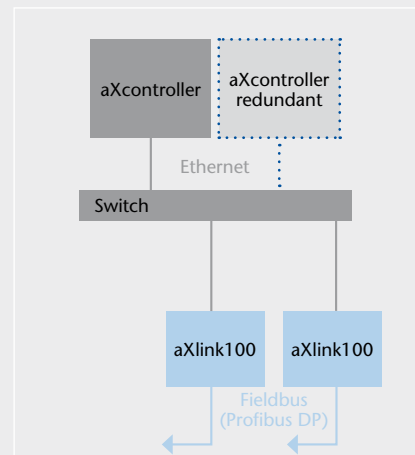 aXcontroller
aXcontroller
redundant
Ethernet
Switch
aXlink100
aXlink100
Fieldbus
(Profibus DP)